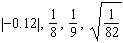 |−0.12|, 1/8, 1/9, √(1/82)